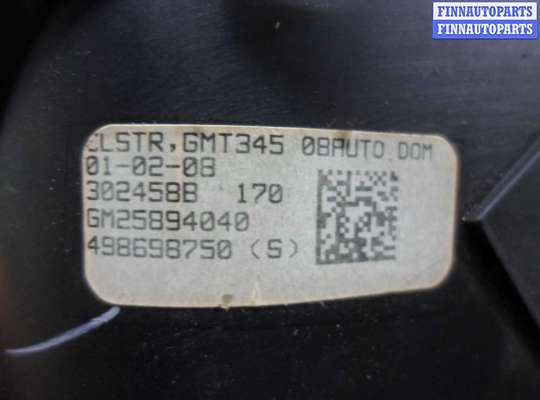 FINNAUTOPARTS
FINNAUTOPARTS
CLSTR,GMT345 08AUTO DOM
01-02-08
302458B 170
GM25894040
498698750 (S)